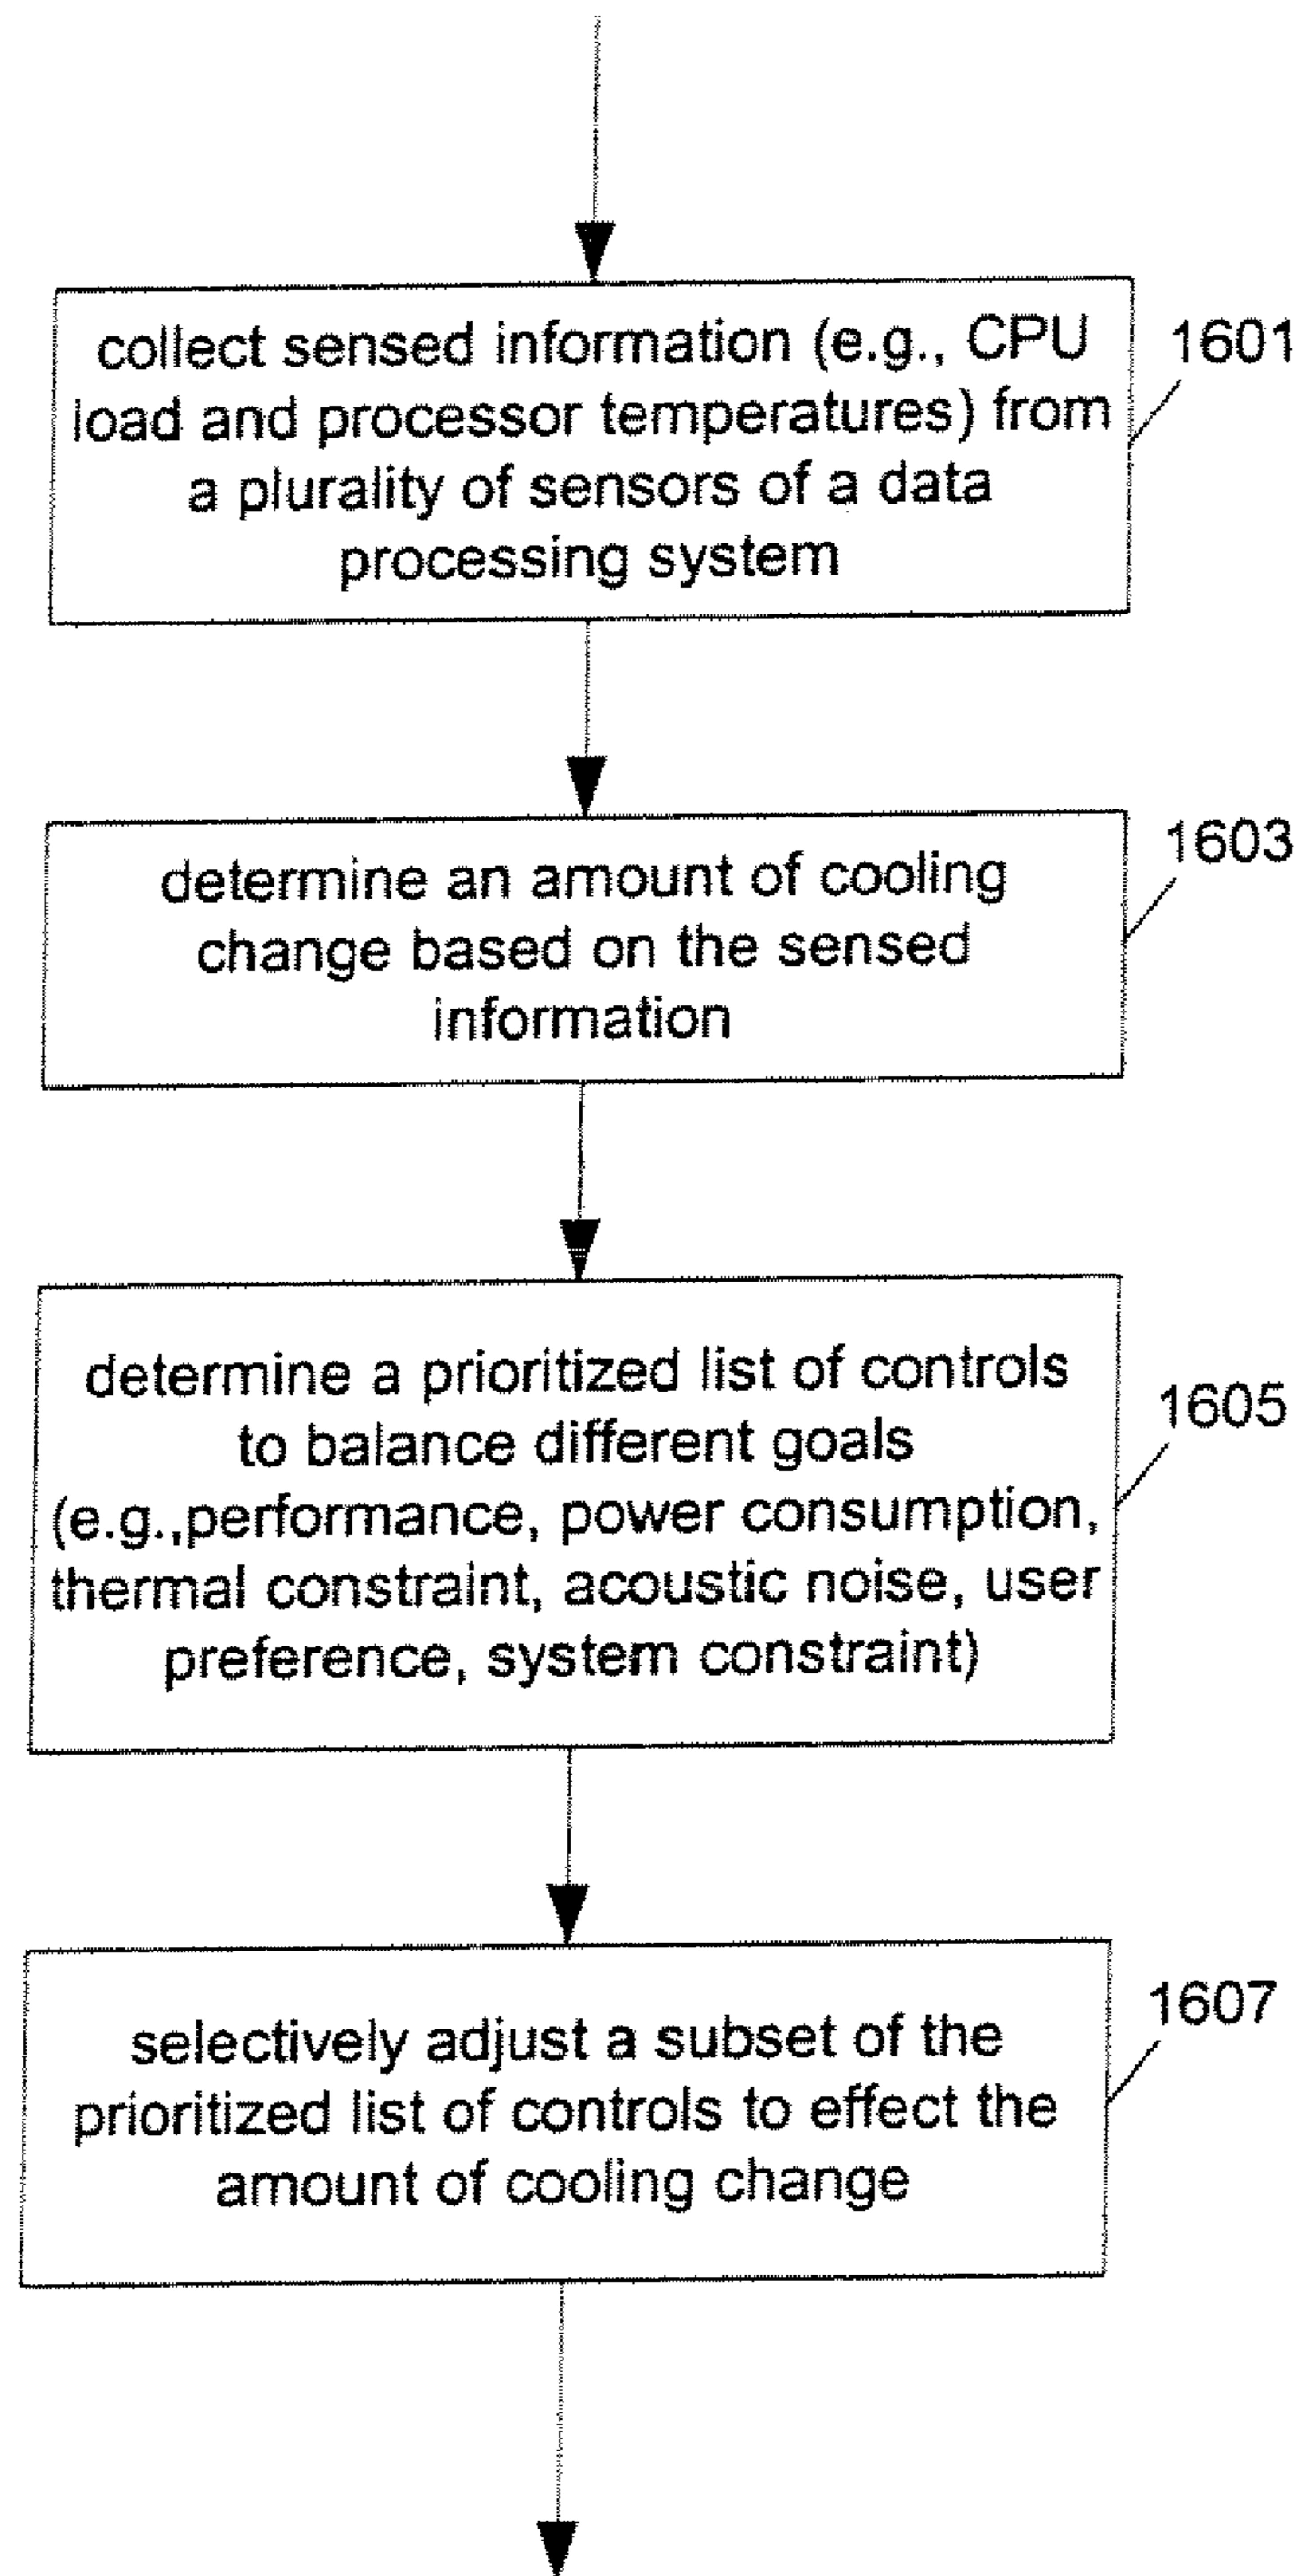 collect sensed information (e.g., CPU
load and processor temperatures) from
a plurality of sensors of a data
processing system
1601
determine an amount of cooling
change based on the sensed
information
1603
determine a prioritized list of controls
to balance different goals
(e.g.,performance, power consumption,
thermal constraint, acoustic noise, user
preference, system constraint)
1605
selectively adjust a subset of the
prioritized list of controls to effect the
amount of cooling change
1607